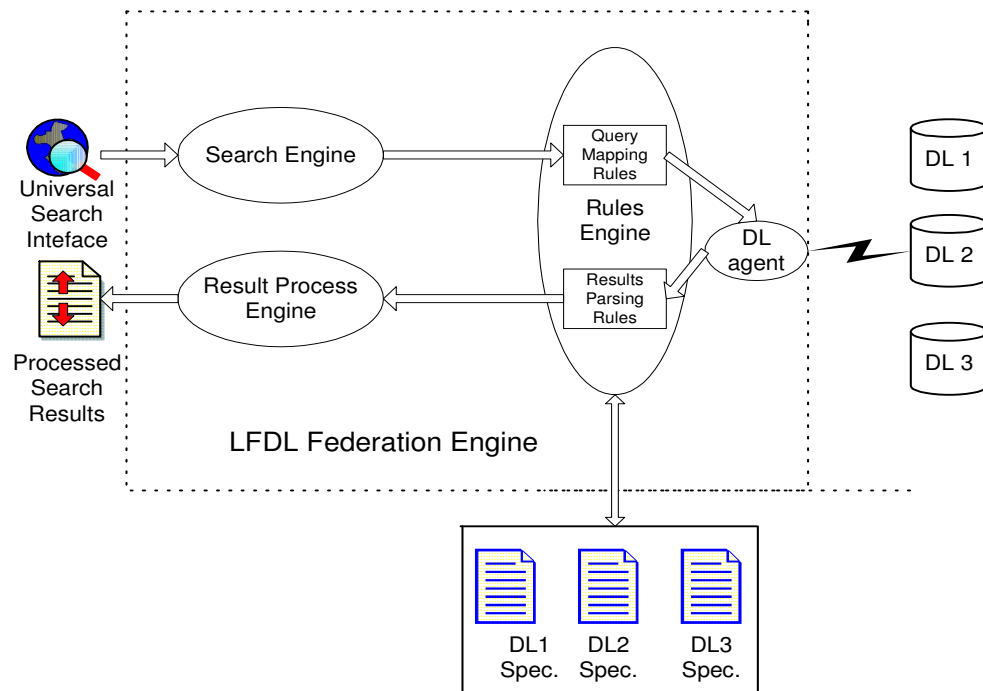 Universal
Search
Inteface
Search Engine
Query
Mapping
Rules
Rules
Engine
DL
agent
DL 1
DL 2
DL 3
Result Process
Engine
Results
Parsing
Rules
Processed
Search
Results
LFDL Federation Engine
DL1
Spec.
DL2
Spec.
DL3
Spec.